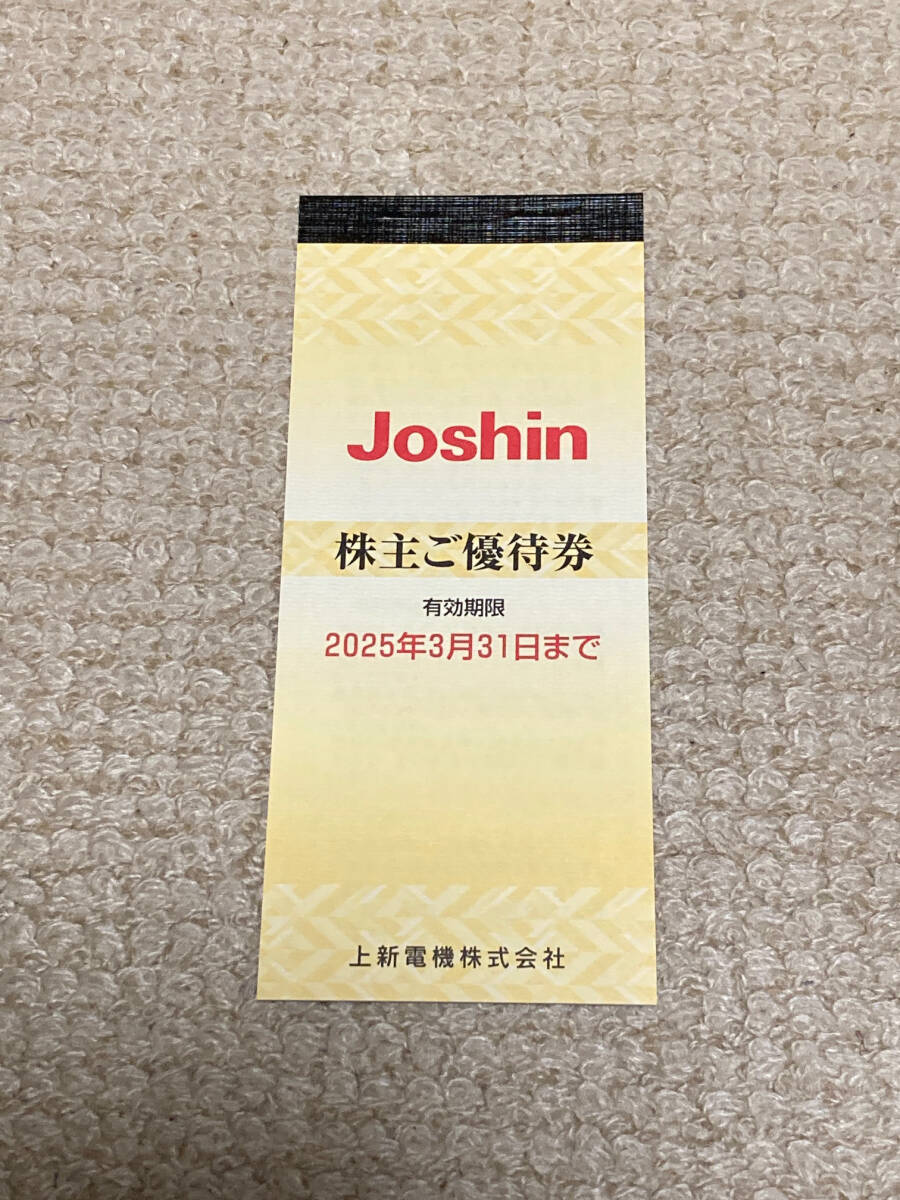 Joshin
株主ご優待券
有効期限
2025年3月31日まで
上新電機株式会社